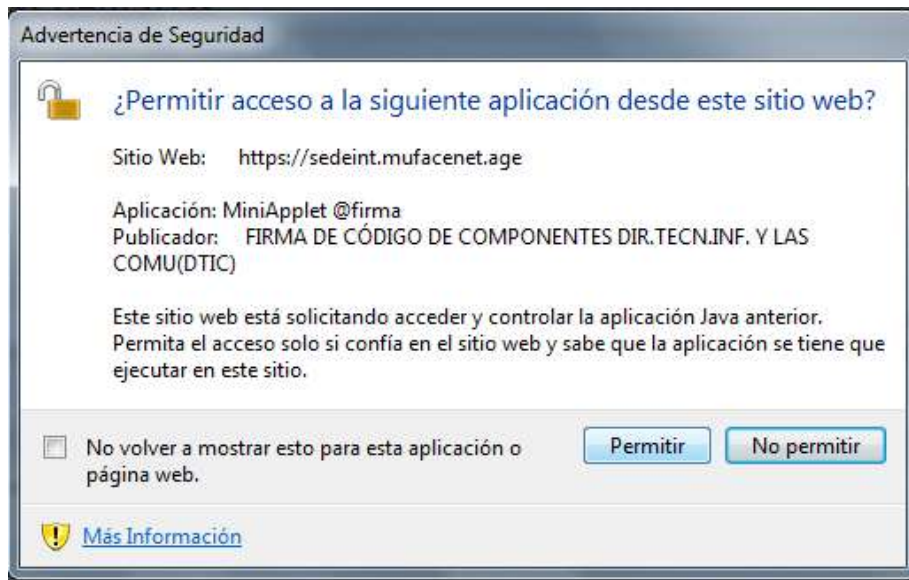 Advertencia de Seguridad
¿Permitir acceso a la siguiente aplicación desde este sitio web?
Sitio Web: https://sedeint.mufacenet.age
Aplicación: MiniApplet @firma
Publicador: FIRMA DE CÓDIGO DE COMPONENTES DIR.TECN.INF. Y LAS
COMU(DTIC)
Este sitio web está solicitando acceder y controlar la aplicación Java anterior.
Permita el acceso solo si confía en el sitio web y sabe que la aplicación se tiene que
ejecutar en este sitio.
No volver a mostrar esto para esta aplicación o
página web.
Permitir
No permitir
Más Información